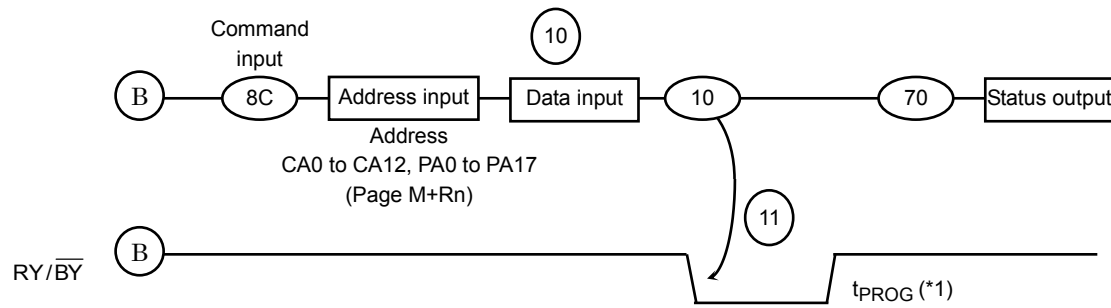 Command
input
10
B
8C
Address input
Data input
10
70
Status output
Address
CA0 to CA12, PA0 to PA17
(Page M+Rn)
11
B
RY/BY
tPROG (*1)